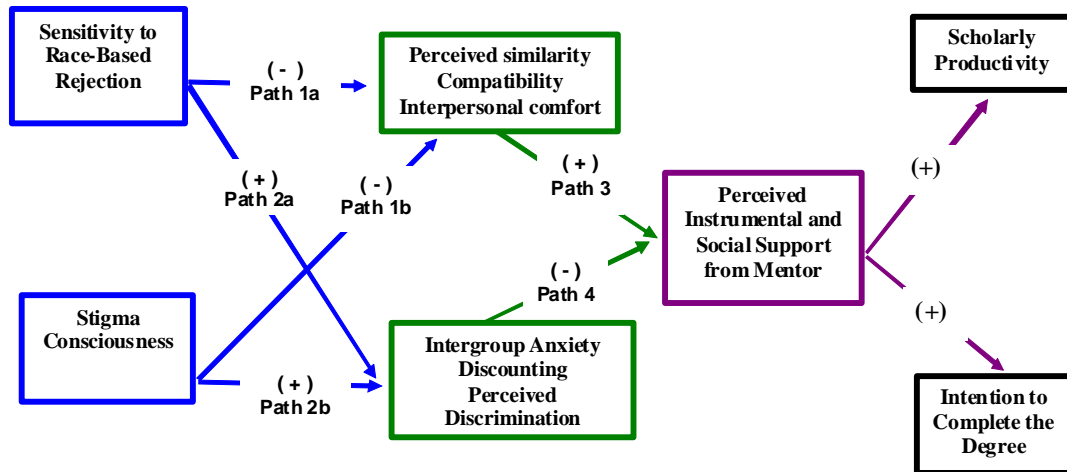 Sensitivity to
Race-Based
Rejection
( - )
Path 1a
Perceived similarity
Compatibility
Interpersonal comfort
Scholarly
Productivity
( + )
Path 2a
( - )
Path 1b
( + )
Path 3
(+)
Perceived
Instrumental and
Social Support
from Mentor
( - )
Path 4
(+)
Stigma
Consciousness
( + )
Path 2b
Intergroup Anxiety
Discounting
Perceived
Discrimination
Intention to
Complete the
Degree